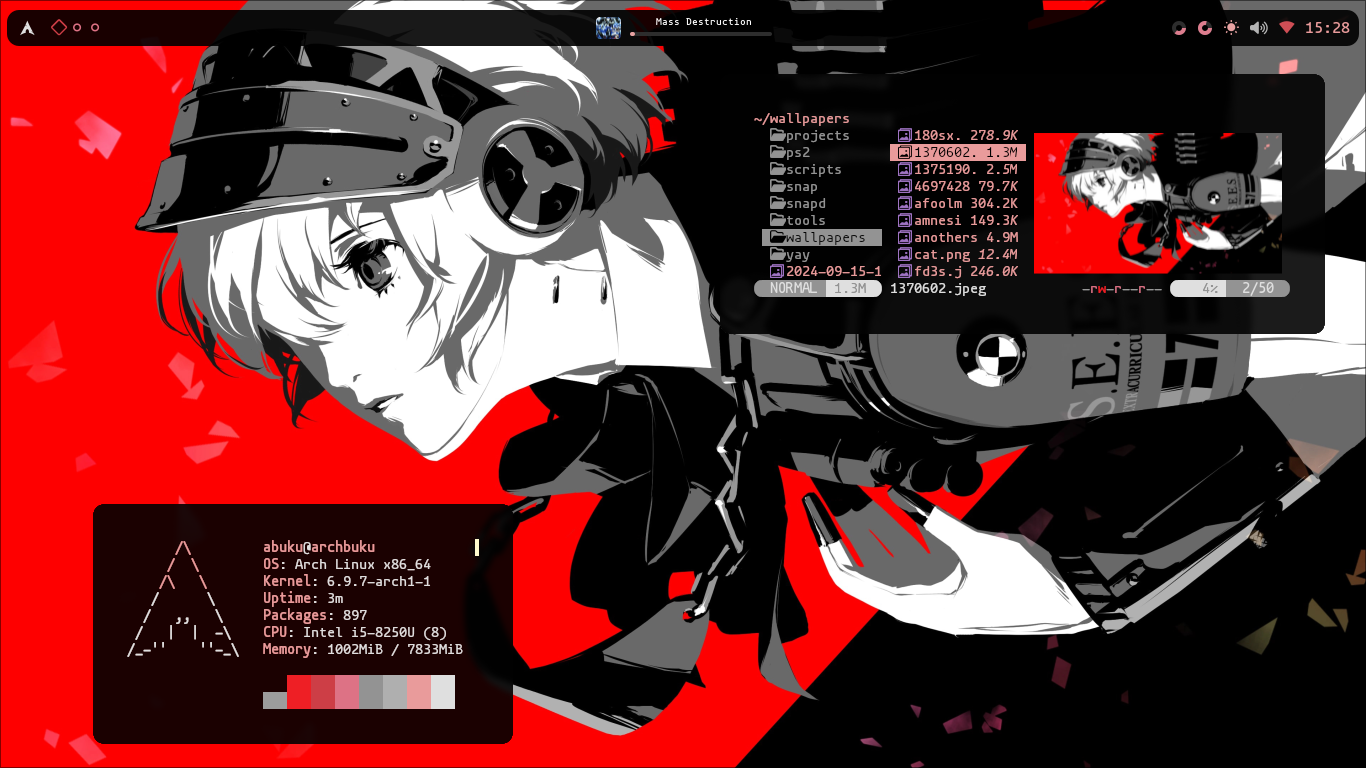 Mass Destruction
15:28
~/wallpapers
projects 180sx. 278.9K
ps2 1370602. 1.3M
scripts 1375190. 2.5M
snap 4697428 79.7K
snapd afoolm 304.2K
tools amnesi 149.3K
wallpapers anothers 4.9M
yay cat.png 12.4M
2024-09-15-1 fd3s.j 246.0K
NORMAL 1.3M 1370602.jpeg -rw-r--r-- 4% 2/50
S.E.E.S.
EXTRACURRICU
abuku@archbuku
OS: Arch Linux x86_64
Kernel: 6.9.7-arch1-1
Uptime: 3m
Packages: 897
CPU: Intel i5-8250U (8)
Memory: 1002MiB / 7833MiB